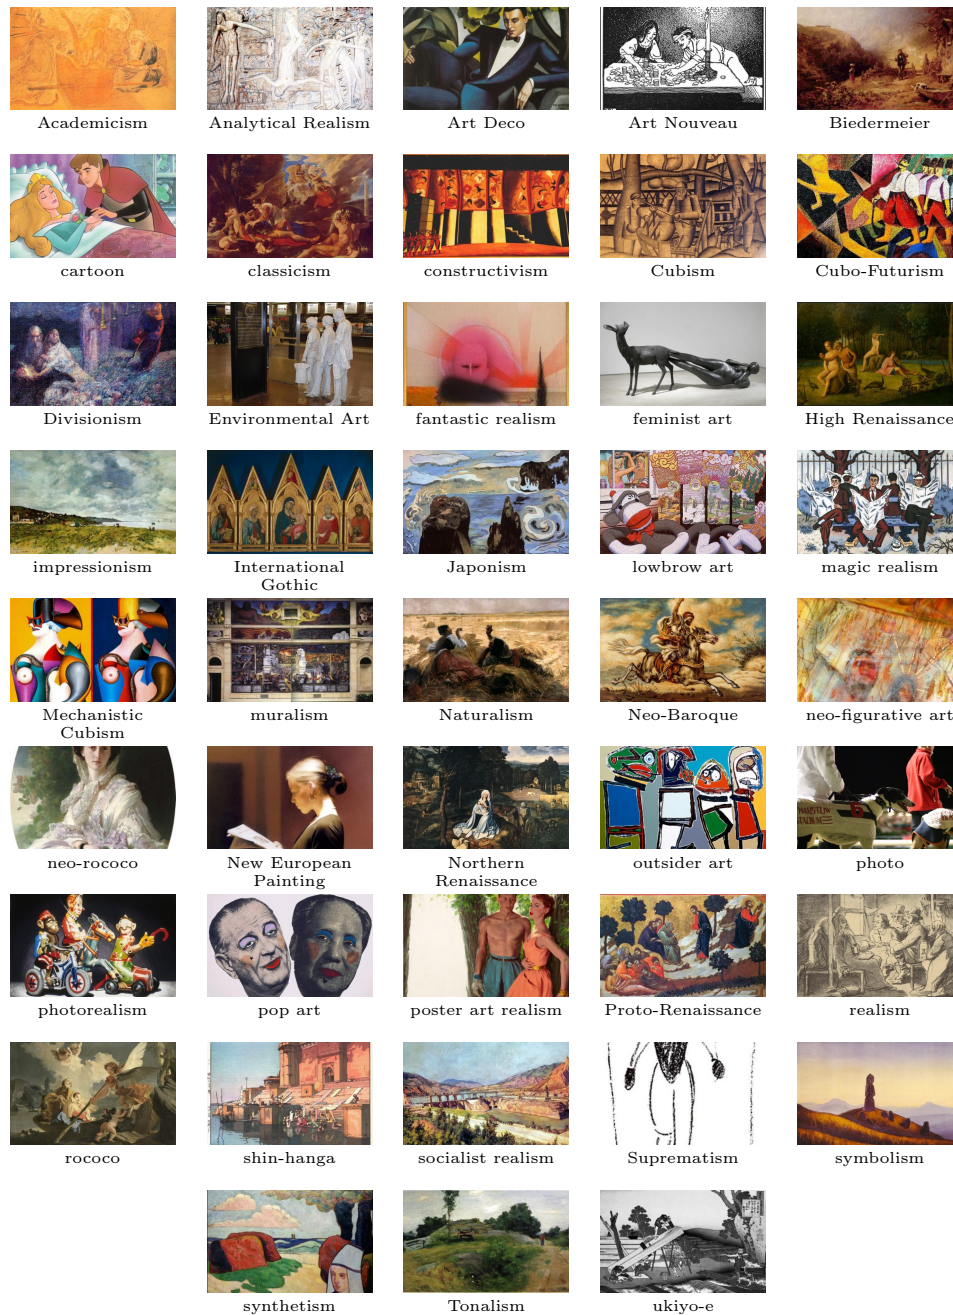 Academicism
Analytical Realism
Art Deco
Art Nouveau
Biedermeier
cartoon
classicism
constructivism
Cubism
Cubo-Futurism
Divisionism
Environmental Art
fantastic realism
feminist art
High Renaissance
impressionism
International
Gothic
Japonism
lowbrow art
magic realism
Mechanistic
Cubism
muralism
Naturalism
Neo-Baroque
neo-figurative art
neo-rococo
New European
Painting
Northern
Renaissance
outsider art
photo
photorealism
pop art
poster art realism
Proto-Renaissance
realism
rococo
shin-hanga
socialist realism
Suprematism
symbolism
synthetism
Tonalism
ukiyo-e